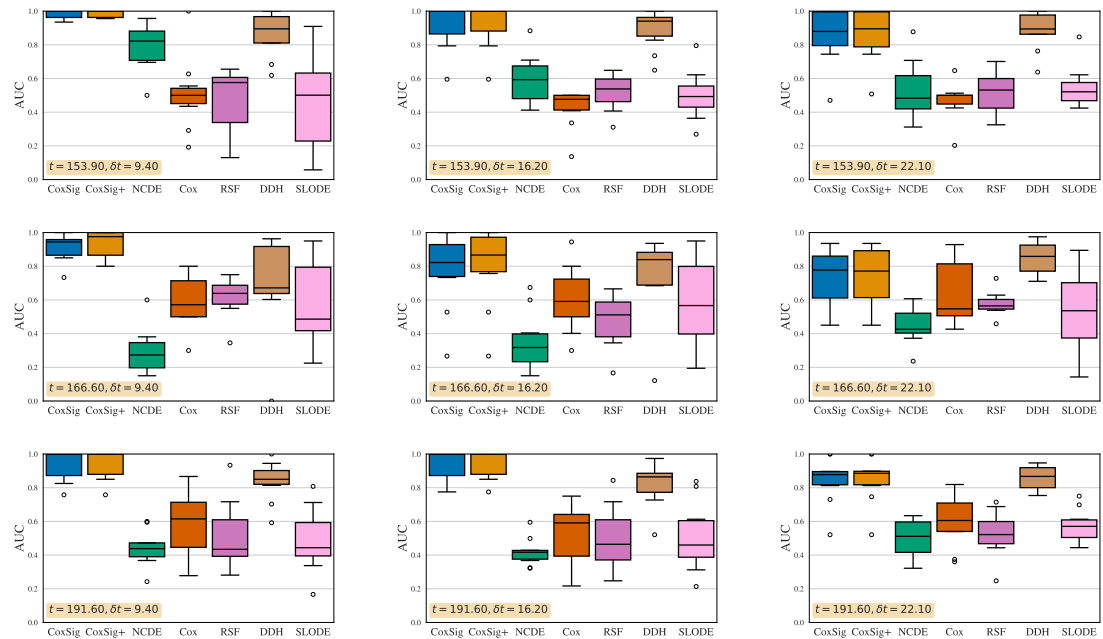 1.0
0.8
0.6
0.4
0.2
0.0
AUC
t = 153.90, δt = 9.40
CoxSig CoxSig+ NCDE Cox RSF DDH SLODE
1.0
0.8
0.6
0.4
0.2
0.0
AUC
t = 153.90, δt = 16.20
CoxSig CoxSig+ NCDE Cox RSF DDH SLODE
1.0
0.8
0.6
0.4
0.2
0.0
AUC
t = 153.90, δt = 22.10
CoxSig CoxSig+ NCDE Cox RSF DDH SLODE
1.0
0.8
0.6
0.4
0.2
0.0
AUC
t = 166.60, δt = 9.40
CoxSig CoxSig+ NCDE Cox RSF DDH SLODE
1.0
0.8
0.6
0.4
0.2
0.0
AUC
t = 166.60, δt = 16.20
CoxSig CoxSig+ NCDE Cox RSF DDH SLODE
1.0
0.8
0.6
0.4
0.2
0.0
AUC
t = 166.60, δt = 22.10
CoxSig CoxSig+ NCDE Cox RSF DDH SLODE
1.0
0.8
0.6
0.4
0.2
0.0
AUC
t = 191.60, δt = 9.40
CoxSig CoxSig+ NCDE Cox RSF DDH SLODE
1.0
0.8
0.6
0.4
0.2
0.0
AUC
t = 191.60, δt = 16.20
CoxSig CoxSig+ NCDE Cox RSF DDH SLODE
1.0
0.8
0.6
0.4
0.2
0.0
AUC
t = 191.60, δt = 22.10
CoxSig CoxSig+ NCDE Cox RSF DDH SLODE